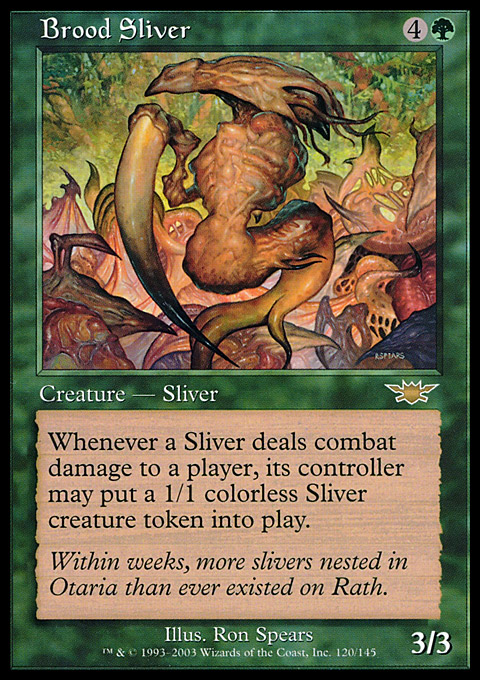 Brood Sliver 4
R.SPEARS
Creature — Sliver
Whenever a Sliver deals combat
damage to a player, its controller
may put a 1/1 colorless Sliver
creature token into play.
Within weeks, more slivers nested in
Otaria than ever existed on Rath.
Illus. Ron Spears
™ & © 1993-2003 Wizards of the Coast, Inc. 120/145
3/3